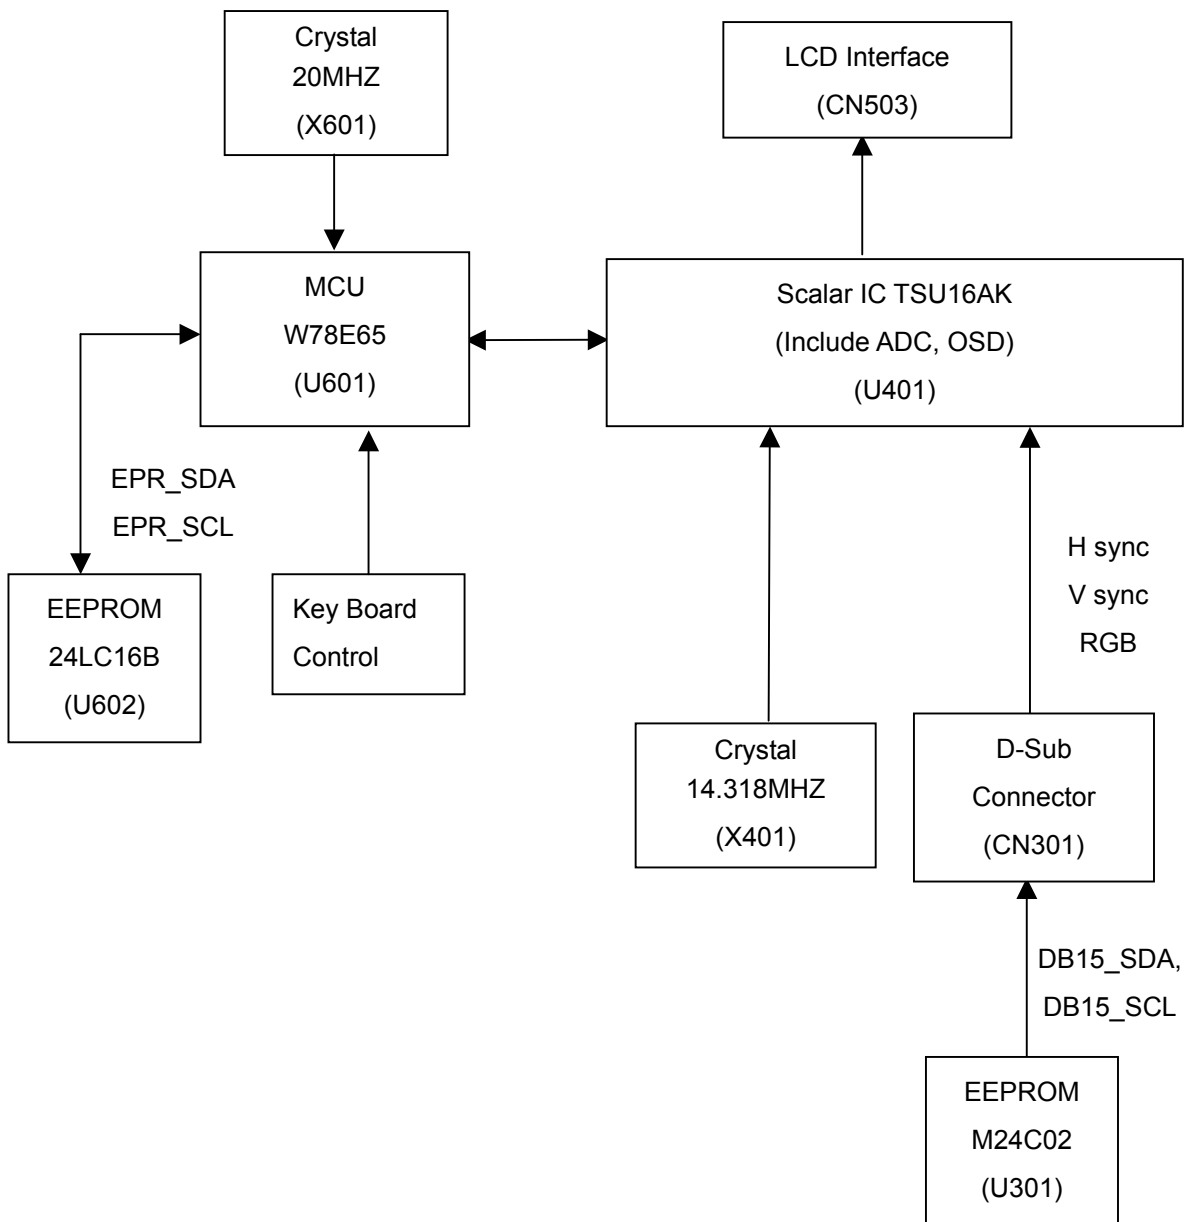 Crystal
20MHZ
(X601)
LCD Interface
(CN503)
MCU
W78E65
(U601)
Scalar IC TSU16AK
(Include ADC, OSD)
(U401)
EPR_SDA
EPR_SCL
H sync
V sync
RGB
EEPROM
24LC16B
(U602)
Key Board
Control
Crystal
14.318MHZ
(X401)
D-Sub
Connector
(CN301)
DB15_SDA,
DB15_SCL
EEPROM
M24C02
(U301)